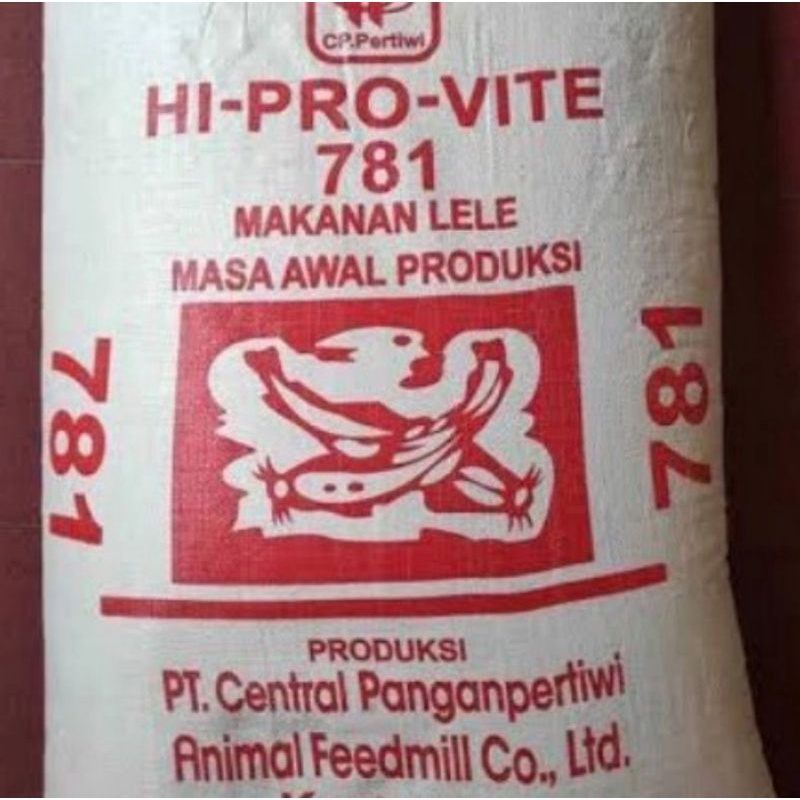 CP.Pertiwi
HI-PRO-VITE
781
MAKANAN LELE
MASA AWAL PRODUKSI
781
781
PRODUKSI
PT. Central Panganpertiwi
Animal Feedmill Co., Ltd.